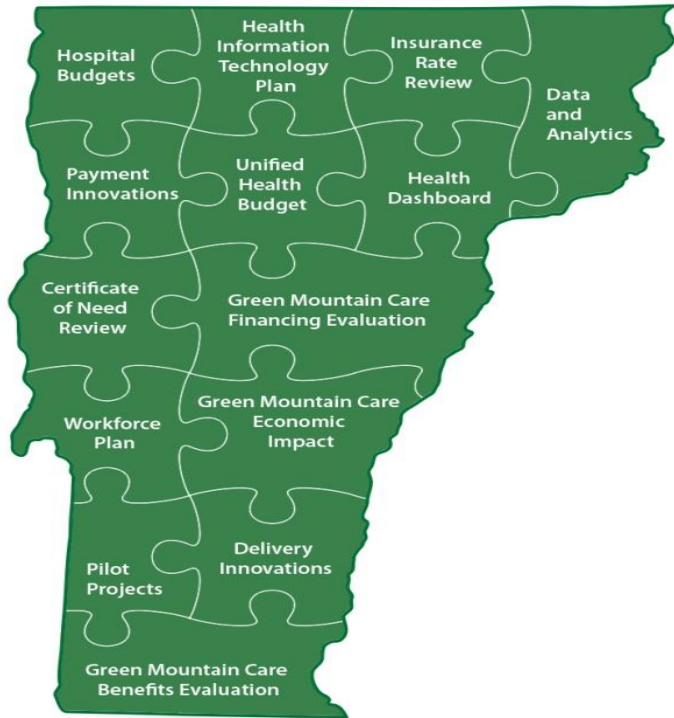 Hospital
Budgets
Health
Information
Technology
Plan
Insurance
Rate
Review
Data
and
Analytics
Payment
Innovations
Unified
Health
Budget
Health
Dashboard
Certificate
of Need
Review
Green Mountain Care
Financing Evaluation
Workforce
Plan
Green Mountain Care
Economic
Impact
Pilot
Projects
Delivery
Innovations
Green Mountain Care
Benefits Evaluation